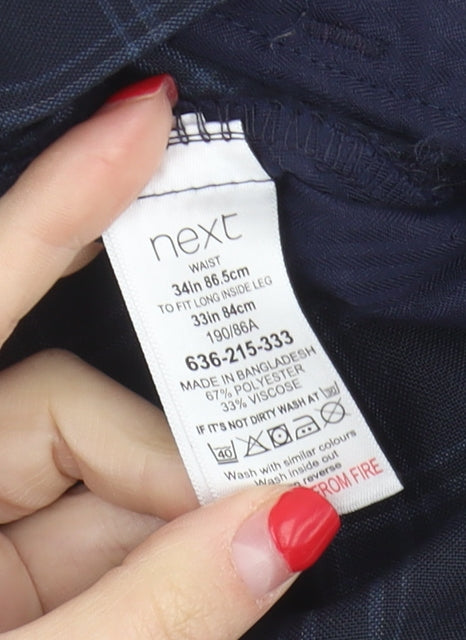 next
WAIST
34in 86.5cm
TO FIT LONG INSIDE LEG
33in 84cm
190/86A
636-215-333
MADE IN BANGLADESH
67% POLYESTER
33% VISCOSE
IF IT'S NOT DIRTY WASH AT 30
40
Wash with similar colours
Wash inside out
reverse
FROM FIRE